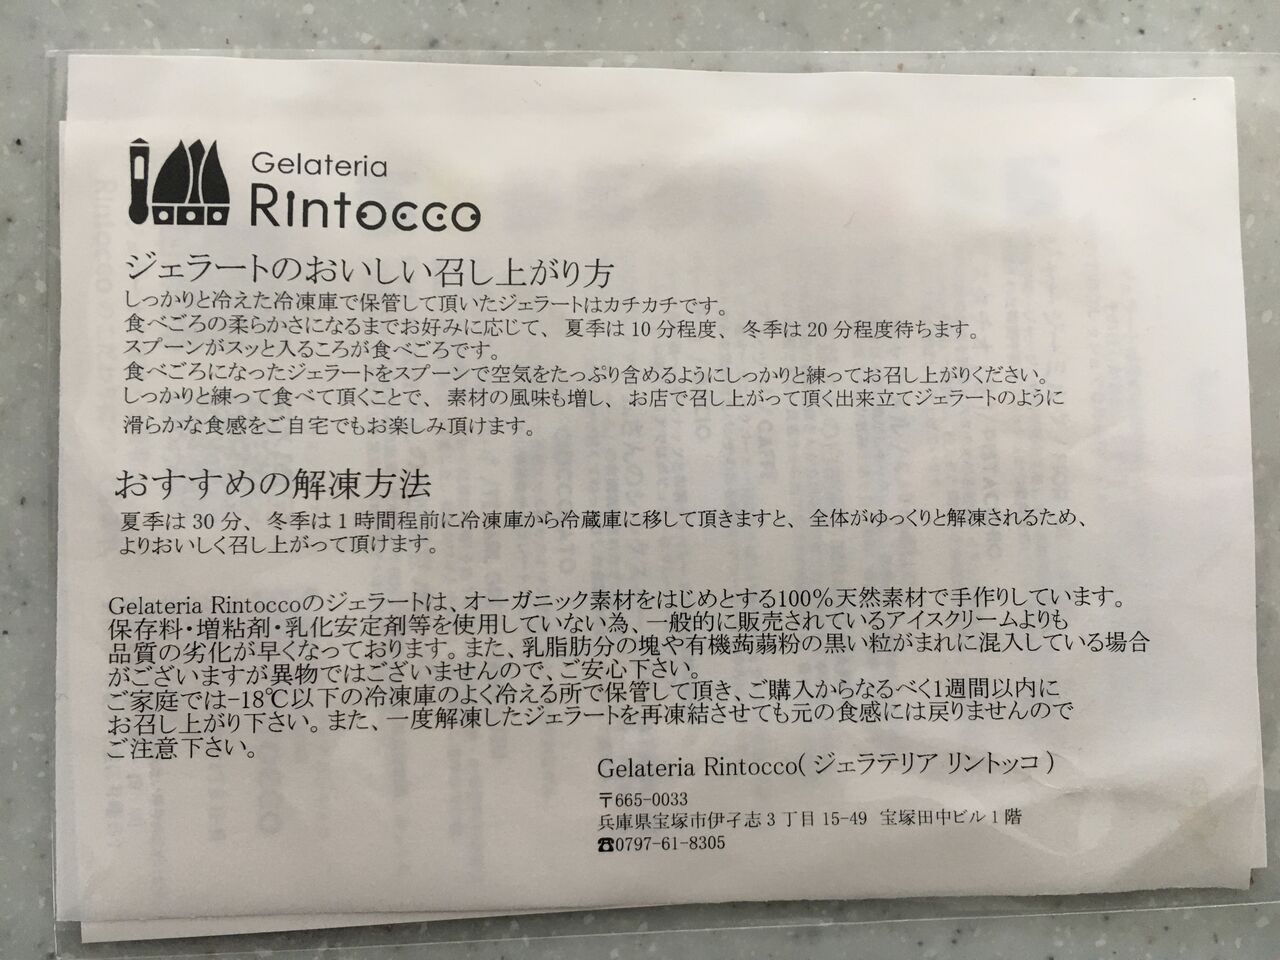 Gelateria
Rintocco
ジェラートのおいしい召し上がり方
しっかりと冷えた冷凍庫で保管して頂いたジェラートはカチカチです。
食べごろの柔らかさになるまでお好みに応じて、夏季は10分程度、冬季は20分程度待ちます。
スプーンがスッと入るころが食べごろです。
食べごろになったジェラートをスプーンで空気をたっぷり含めるようにしっかりと練ってお召し上がりください。
しっかりと練って食べて頂くことで、素材の風味も増し、お店で召し上がって頂く出来立てジェラートのように
滑らかな食感をご自宅でもお楽しみ頂けます。
おすすめの解凍方法
夏季は30分、冬季は1時間程前に冷凍庫から冷蔵庫に移して頂きますと、全体がゆっくりと解凍されるため、
よりおいしく召し上がって頂けます。
Gelateria Rintoccoのジェラートは、オーガニック素材をはじめとする100%天然素材で手作りしています。
保存料・増粘剤・乳化安定剤等を使用していない為、一般的に販売されているアイスクリームよりも
品質の劣化が早くなっております。また、乳脂肪分の塊や有機蒟蒻粉の黒い粒がまれに混入している場合
がございますが異物ではございませんので、ご安心下さい。
ご家庭では-18℃以下の冷凍庫のよく冷える所で保管して頂き、ご購入からなるべく1週間以内に
お召し上がり下さい。また、一度解凍したジェラートを再凍結させても元の食感には戻りませんので
ご注意下さい。
Gelateria Rintocco(ジェラテリア リントッコ)
〒665-0033
兵庫県宝塚市伊孑志3丁目15-49 宝塚田中ビル1階
☎0797-61-8305